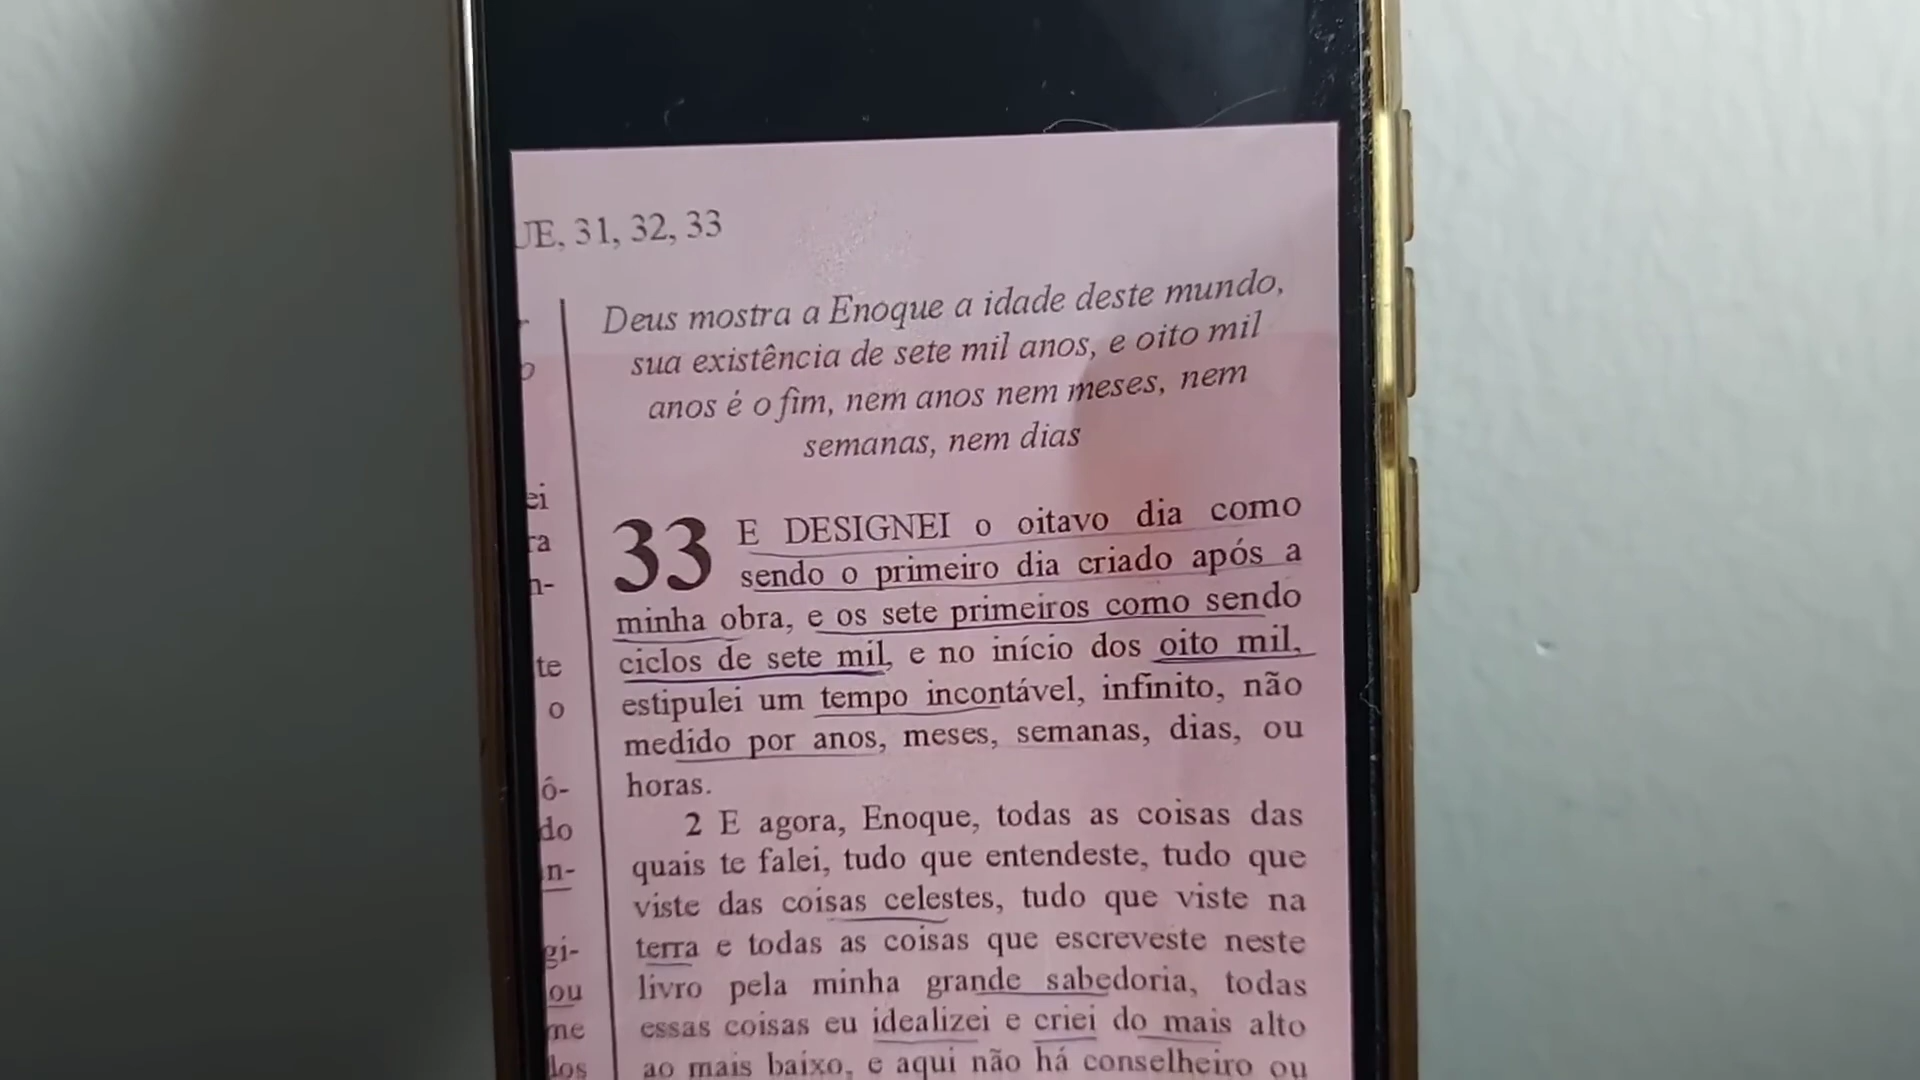 UE, 31, 32, 33
Deus mostra a Enoque a idade deste mundo,
sua existência de sete mil anos, e oito mil
anos é o fim, nem anos nem meses, nem
semanas, nem dias
33 E DESIGNEI o oitavo dia como
sendo o primeiro dia criado após a
minha obra, e os sete primeiros como sendo
ciclos de sete mil, e no início dos oito mil,
estipulei um tempo incontável, infinito, não
medido por anos, meses, semanas, dias, ou
horas.
2 E agora, Enoque, todas as coisas das
quais te falei, tudo que entendeste, tudo que
viste das coisas celestes, tudo que viste na
terra e todas as coisas que escreveste neste
livro pela minha grande sabedoria, todas
essas coisas eu idealizei e criei do mais alto
ao mais baixo, e aqui não há conselheiro ou